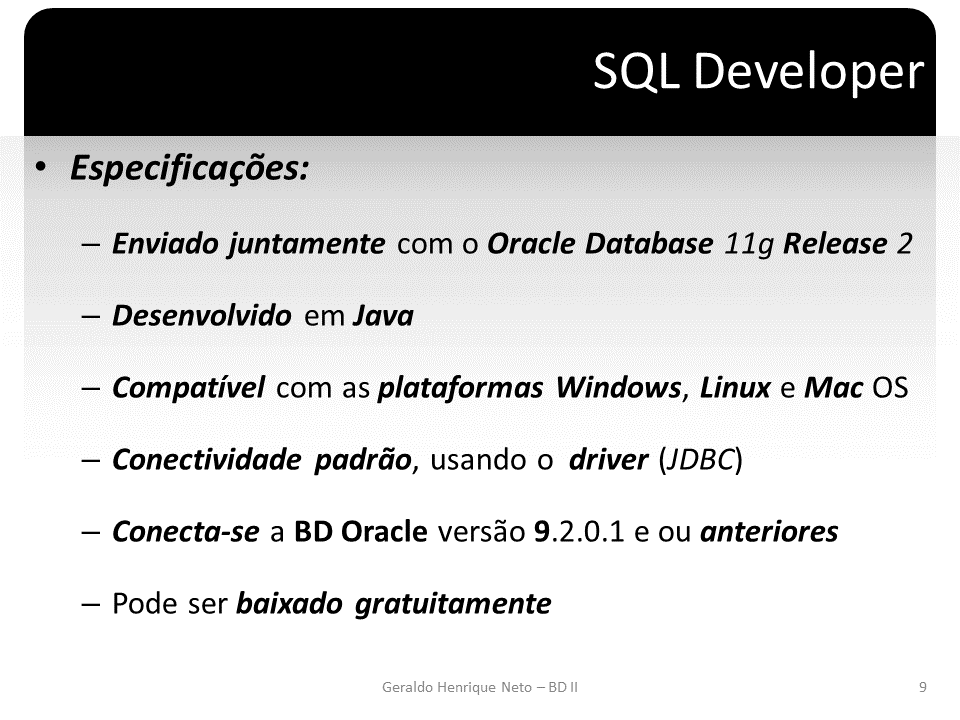 SQL Developer
• Especificações:
– Enviado juntamente com o Oracle Database 11g Release 2
– Desenvolvido em Java
– Compatível com as plataformas Windows, Linux e Mac OS
– Conectividade padrão, usando o driver (JDBC)
– Conecta-se a BD Oracle versão 9.2.0.1 e ou anteriores
– Pode ser baixado gratuitamente
Geraldo Henrique Neto – BD II
9